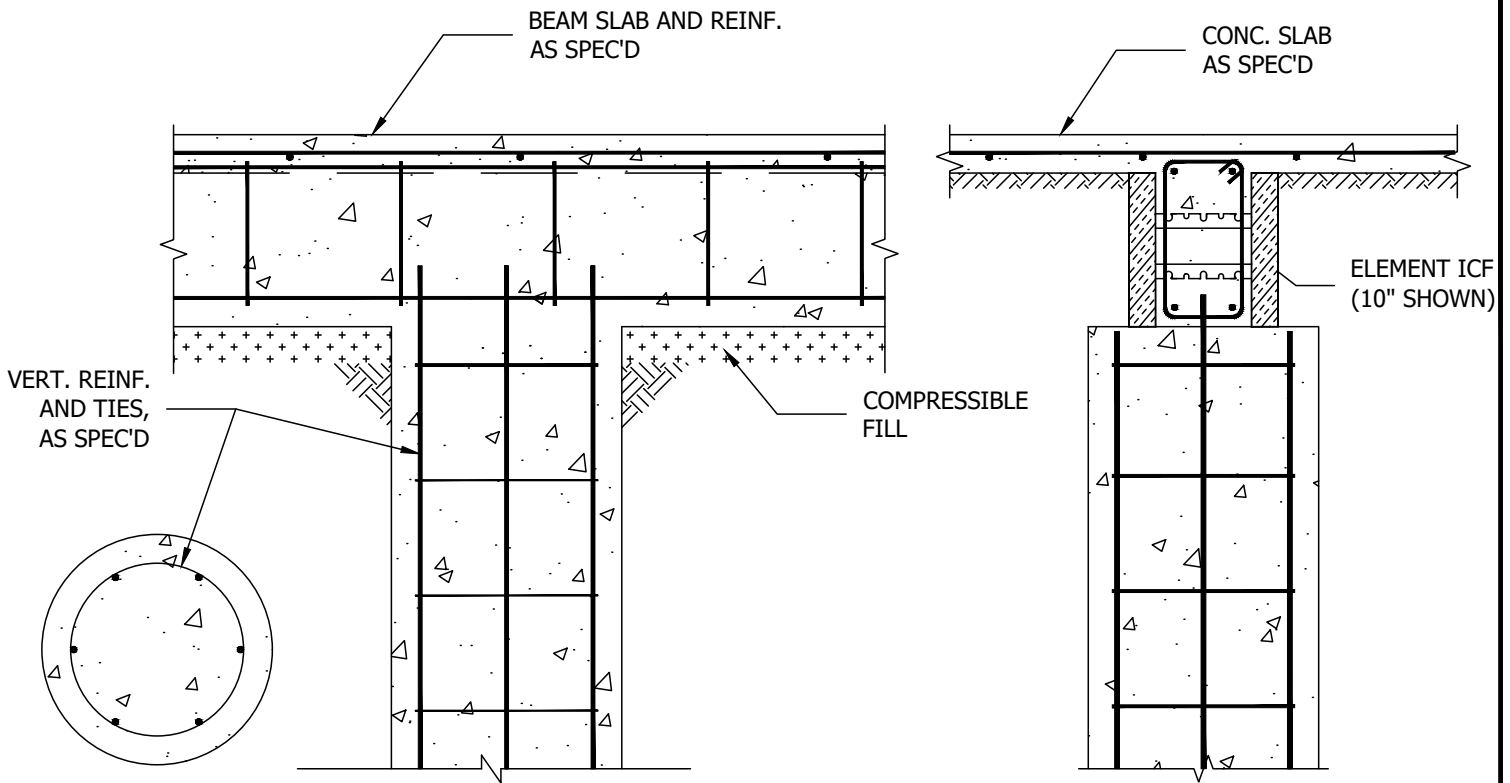 BEAM SLAB AND REINF.
AS SPEC'D
CONC. SLAB
AS SPEC'D
ELEMENT ICF
(10" SHOWN)
VERT. REINF.
AND TIES,
AS SPEC'D
COMPRESSIBLE
FILL